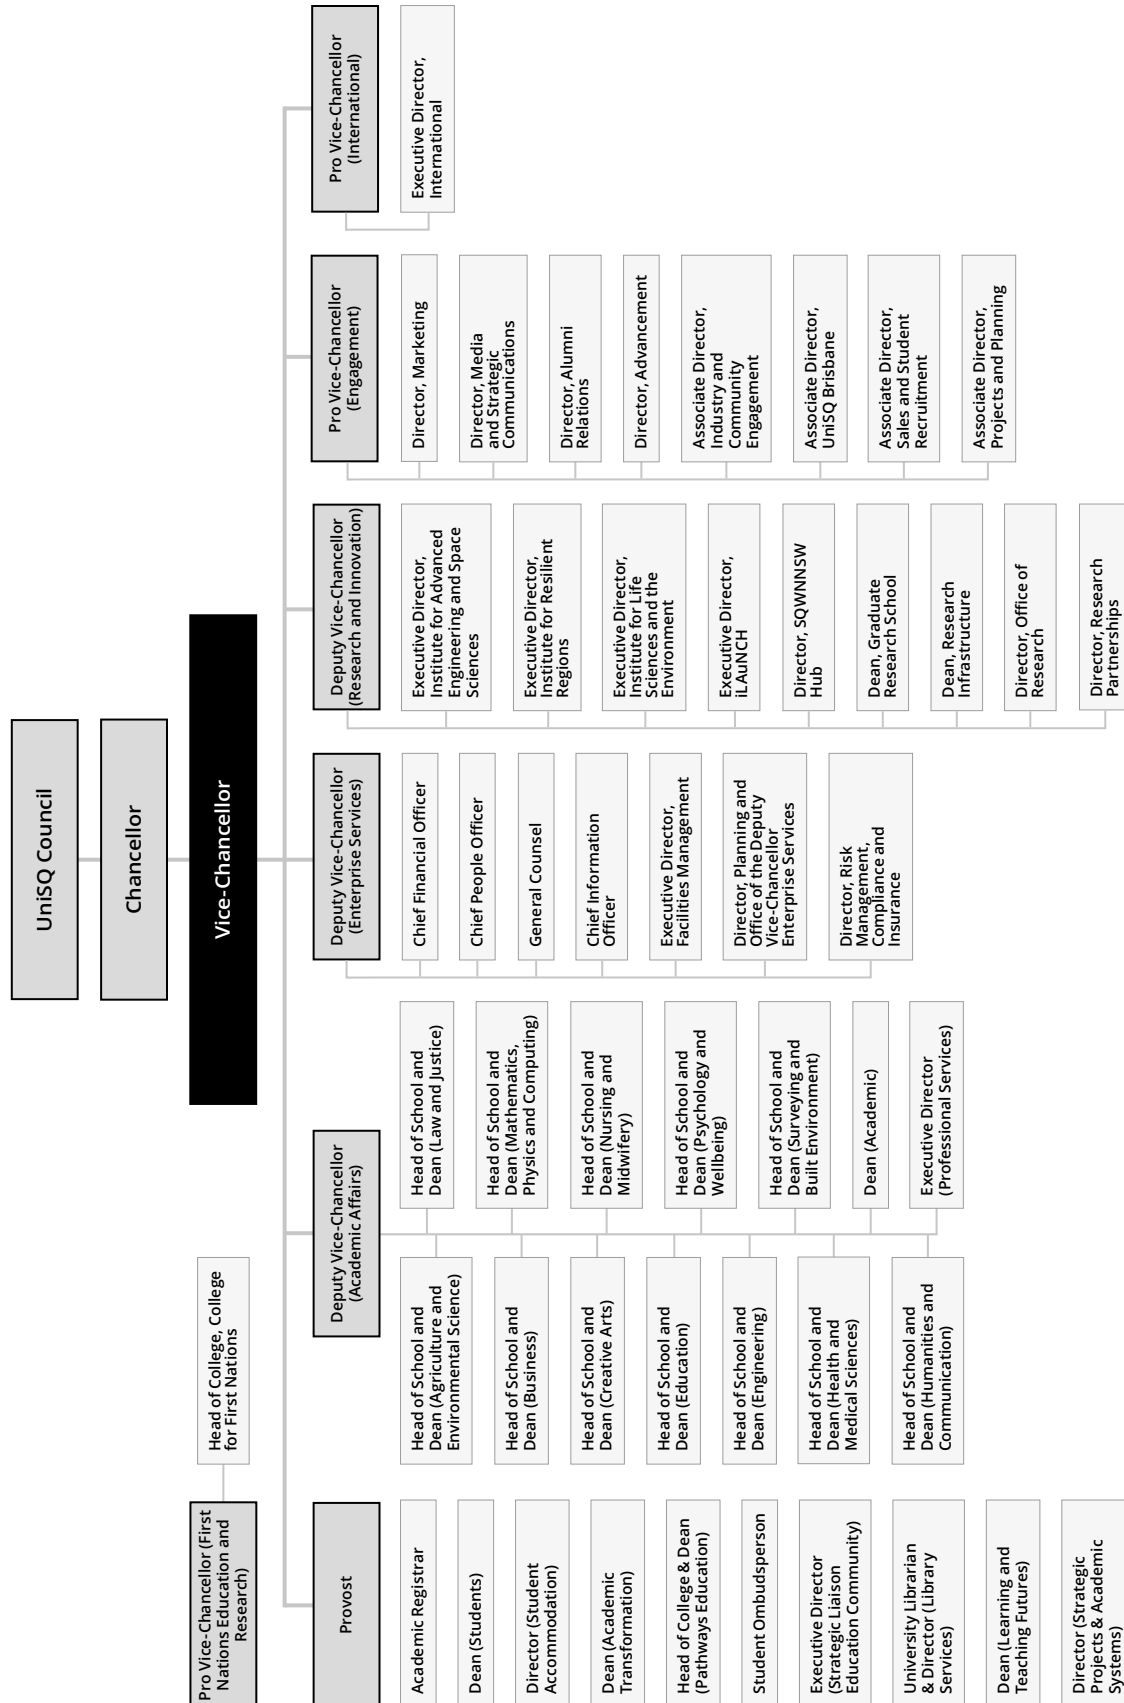 UniSQ Council
Chancellor
Vice-Chancellor
Pro Vice-Chancellor (First
Nations Education and
Research)
Head of College, College
for First Nations
Provost
Academic Registrar
Dean (Students)
Director (Student
Accommodation)
Dean (Academic
Transformation)
Head of College & Dean
(Pathways Education)
Student Ombudsperson
Executive Director
(Strategic Liaison
Education Community)
University Librarian
& Director (Library
Services)
Dean (Learning and
Teaching Futures)
Director (Strategic
Projects & Academic
Systems)
Deputy Vice-Chancellor
(Academic Affairs)
Head of School and
Dean (Agriculture and
Environmental Science)
Head of School and
Dean (Business)
Head of School and
Dean (Creative Arts)
Head of School and
Dean (Education)
Head of School and
Dean (Engineering)
Head of School and
Dean (Health and
Medical Sciences)
Head of School and
Dean (Humanities and
Communication)
Head of School and
Dean (Law and Justice)
Head of School and
Dean (Mathematics,
Physics and Computing)
Head of School and
Dean (Nursing and
Midwifery)
Head of School and
Dean (Psychology and
Wellbeing)
Head of School and
Dean (Surveying and
Built Environment)
Dean (Academic)
Executive Director
(Professional Services)
Deputy Vice-Chancellor
(Enterprise Services)
Chief Financial Officer
Chief People Officer
General Counsel
Chief Information
Officer
Executive Director,
Facilities Management
Director, Planning and
Office of the Deputy
Vice-Chancellor
Enterprise Services
Director, Risk
Management,
Compliance and
Insurance
Deputy Vice-Chancellor
(Research and Innovation)
Executive Director,
Institute for Advanced
Engineering and Space
Sciences
Executive Director,
Institute for Resilient
Regions
Executive Director,
Institute for Life
Sciences and the
Environment
Executive Director,
iLAuNCH
Director, SQWNNSW
Hub
Dean, Graduate
Research School
Dean, Research
Infrastructure
Director, Office of
Research
Director, Research
Partnerships
Pro Vice-Chancellor
(Engagement)
Director, Marketing
Director, Media
and Strategic
Communications
Director, Alumni
Relations
Director, Advancement
Associate Director,
Industry and
Community
Engagement
Associate Director,
UniSQ Brisbane
Associate Director,
Sales and Student
Recruitment
Associate Director,
Projects and Planning
Pro Vice-Chancellor
(International)
Executive Director,
International